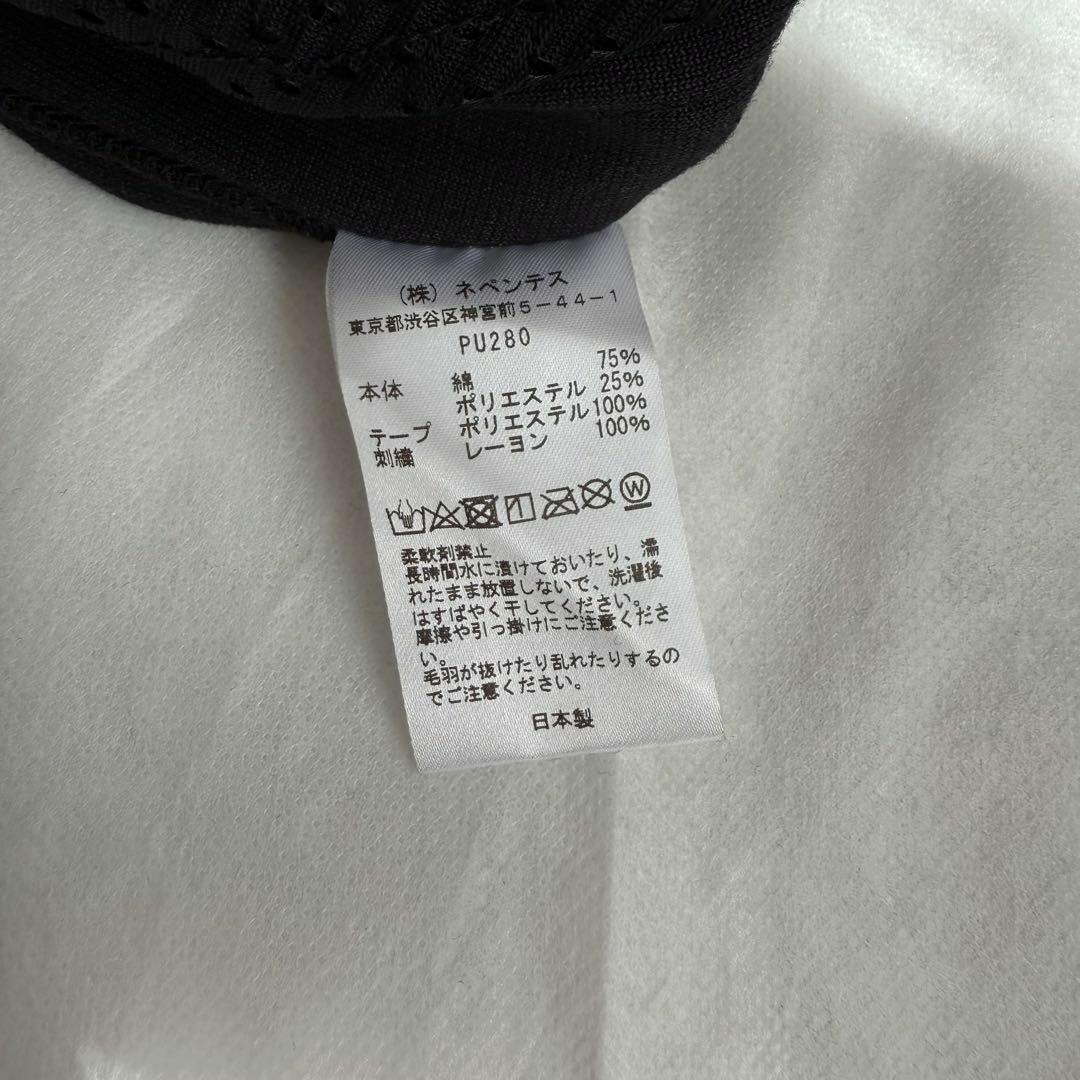 (株) ネペンテス
東京都渋谷区神宮前5-44-1
PU280
本体 綿 75%
ポリエステル 25%
テープ ポリエステル 100%
刺繍 レーヨン 100%
W
柔軟剤禁止
長時間水に漬けておいたり、濡
れたまま放置しないで、洗濯後
はすばやく干してください。
摩擦や引っ掛けにご注意くださ
い。
毛羽が抜けたり乱れたりするの
でご注意ください。
日本製